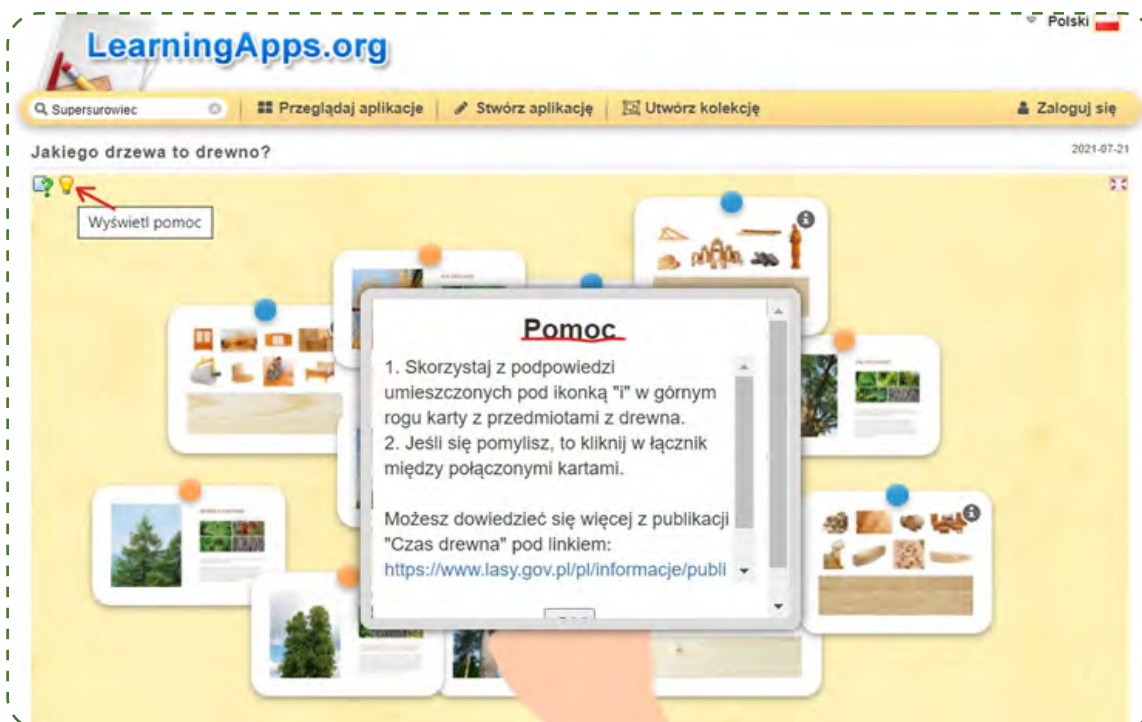 Polski
LearningApps.org
Supersurowiec
Przeglądaj aplikacje
Stwórz aplikację
Utwórz kolekcję
Zaloguj się
Jakiego drzewa to drewno?
2021-07-21
Wyświetl pomoc
Pomoc
1. Skorzystaj z podpowiedzi
umieszczonych pod ikonką "i" w górnym
rogu karty z przedmiotami z drewna.
2. Jeśli się pomylisz, to kliknij w łącznik
między połączonymi kartami.
Możesz dowiedzieć się więcej z publikacji
"Czas drewna" pod linkiem:
https://www.lasy.gov.pl/pl/informacje/publi